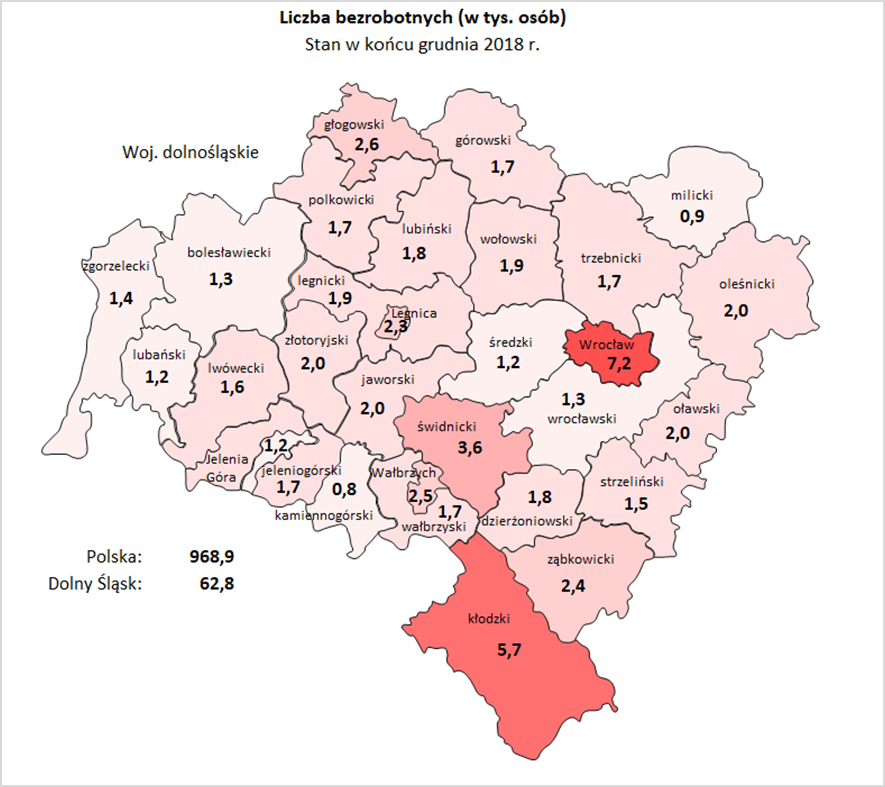 Liczba bezrobotnych (w tys. osób)
Stan w końcu grudnia 2018 r.
Woj. dolnośląskie
głogowski
2,6
górowski
1,7
milicki
0,9
polkowicki
1,7
lubiński
1,8
wołowski
1,9
trzebnicki
1,7
oleśnicki
2,0
zgorzelecki
1,4
bolesławiecki
1,3
legnicki
1,9
Legnica
2,3
lubański
1,2
lwówecki
1,6
złotoryjski
2,0
średzki
1,2
Wrocław
7,2
jaworski
2,0
1,3
wrocławski
oławski
2,0
świdnicki
3,6
Jelenia
Góra
1,2
jeleniogórski
1,7
0,8
kamiennogórski
Wałbrzych
2,5
1,7
wałbrzyski
1,8
dzierżoniowski
strzeliński
1,5
ząbkowicki
2,4
kłodzki
5,7
Polska: 968,9
Dolny Śląsk: 62,8